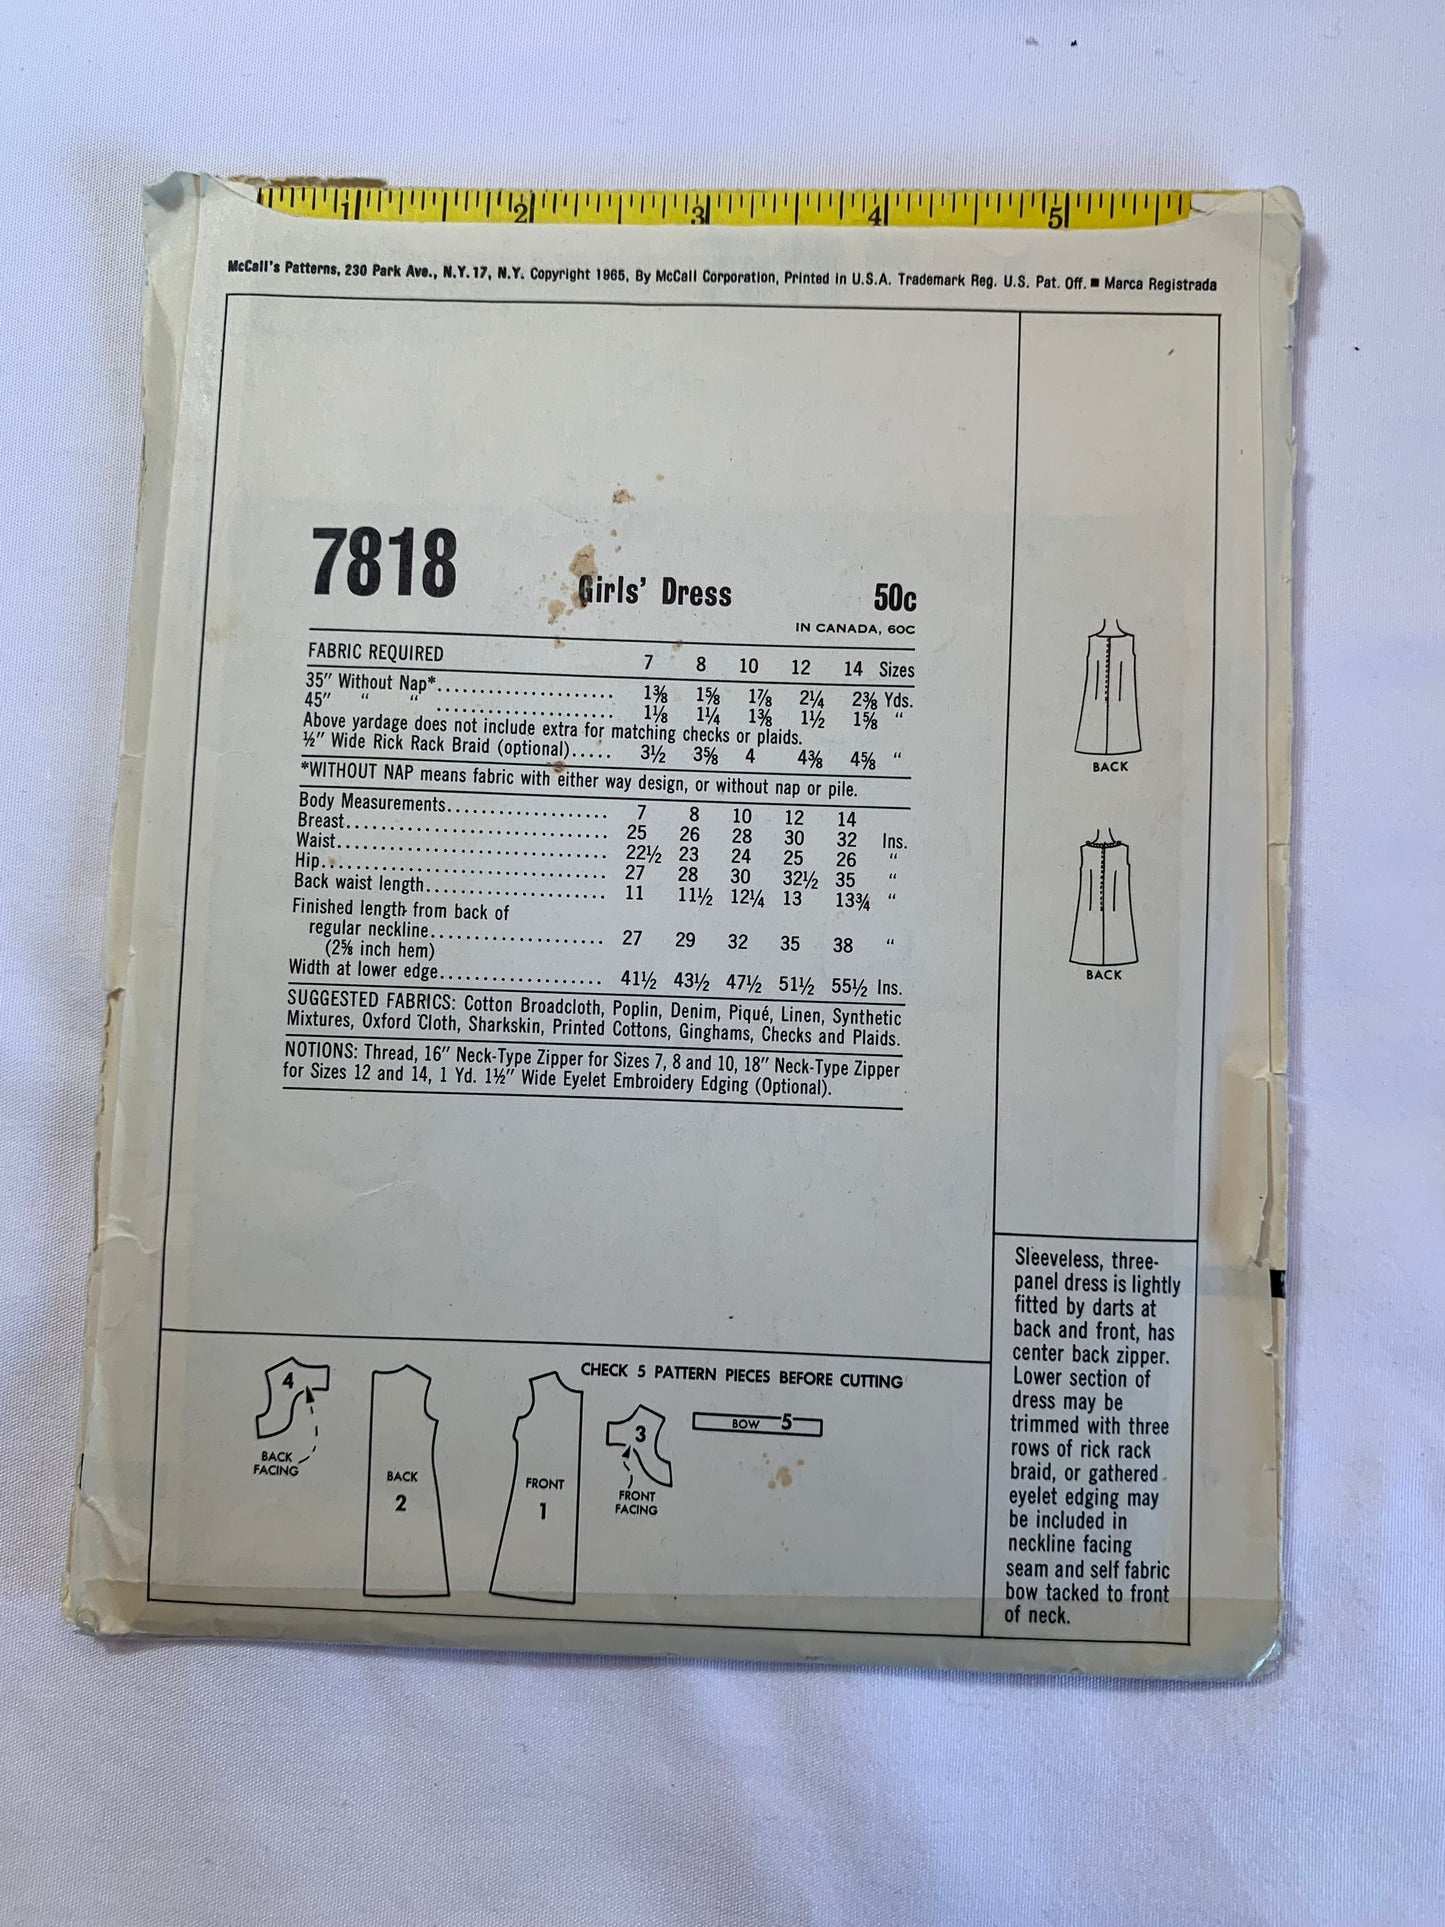 1 2 3 4 5
McCall's Patterns, 230 Park Ave., N.Y. 17, N.Y. Copyright 1965, By McCall Corporation, Printed in U.S.A. Trademark Reg. U.S. Pat. Off. ■ Marca Registrada
7818 Girls' Dress 50c
IN CANADA, 60C
FABRIC REQUIRED 7 8 10 12 14 Sizes
35" Without Nap*.................... 1⅜ 1⅝ 1⅞ 2¼ 2⅜ Yds.
45" " " .................... 1⅛ 1¼ 1⅜ 1½ 1⅝ "
Above yardage does not include extra for matching checks or plaids.
½" Wide Rick Rack Braid (optional)..... 3½ 3⅝ 4 4⅜ 4⅝ "
*WITHOUT NAP means fabric with either way design, or without nap or pile.
Body Measurements.................. 7 8 10 12 14
Breast............................. 25 26 28 30 32 Ins.
Waist.............................. 22½ 23 24 25 26 "
Hip................................ 27 28 30 32½ 35 "
Back waist length.................. 11 11½ 12¼ 13 13¾ "
Finished length from back of
regular neckline.................... 27 29 32 35 38 "
(2⅝ inch hem)
Width at lower edge................. 41½ 43½ 47½ 51½ 55½ Ins.
SUGGESTED FABRICS: Cotton Broadcloth, Poplin, Denim, Piqué, Linen, Synthetic
Mixtures, Oxford Cloth, Sharkskin, Printed Cottons, Ginghams, Checks and Plaids.
NOTIONS: Thread, 16" Neck-Type Zipper for Sizes 7, 8 and 10, 18" Neck-Type Zipper
for Sizes 12 and 14, 1 Yd. 1½" Wide Eyelet Embroidery Edging (Optional).
BACK
BACK
Sleeveless, three-
panel dress is lightly
fitted by darts at
back and front, has
center back zipper.
Lower section of
dress may be
trimmed with three
rows of rick rack
braid, or gathered
eyelet edging may
be included in
neckline facing
seam and self fabric
bow tacked to front
of neck.
CHECK 5 PATTERN PIECES BEFORE CUTTING
4
BACK
FACING
BACK
2
FRONT
1
3
FRONT
FACING
BOW 5